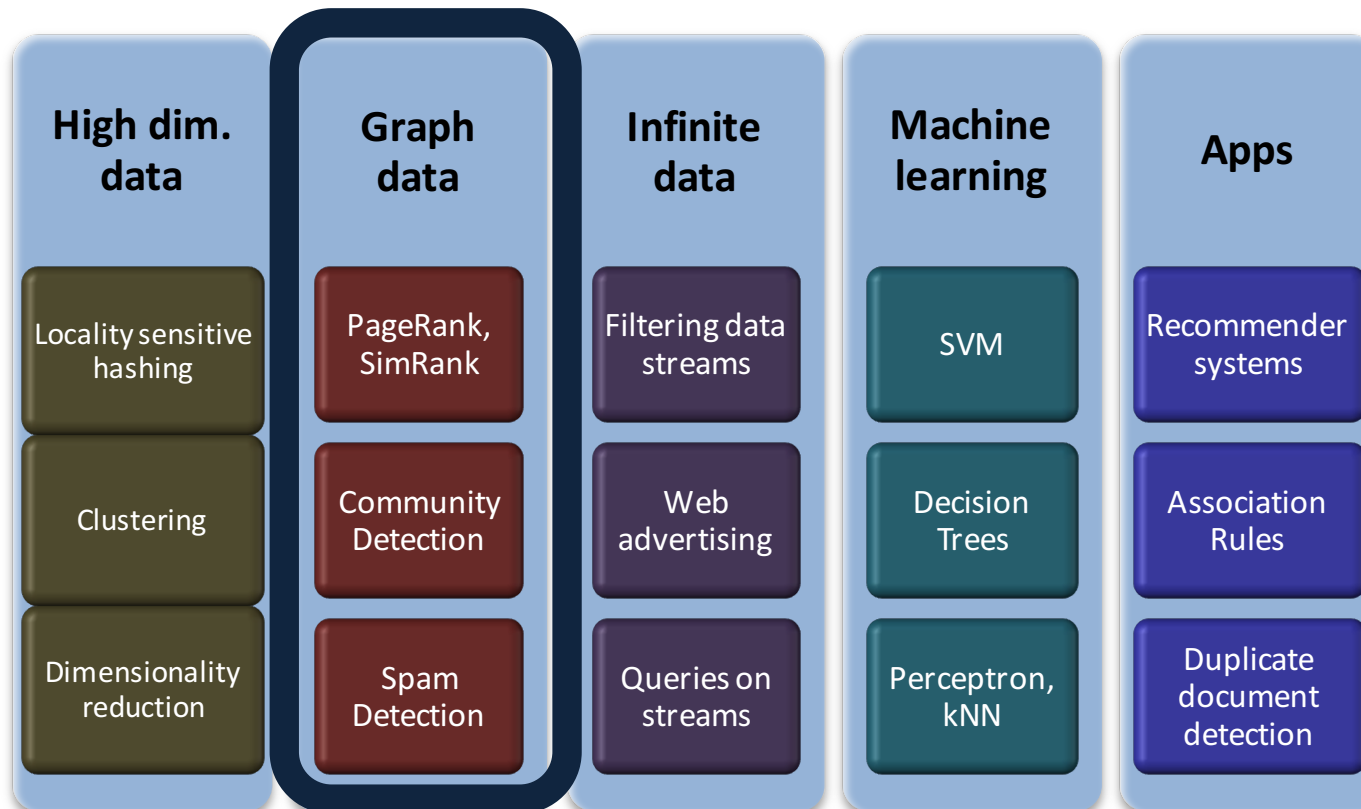 High dim.
data
Locality sensitive
hashing
Clustering
Dimensionality
reduction
Graph
data
PageRank,
SimRank
Community
Detection
Spam
Detection
Infinite
data
Filtering data
streams
Web
advertising
Queries on
streams
Machine
learning
SVM
Decision
Trees
Perceptron,
kNN
Apps
Recommender
systems
Association
Rules
Duplicate
document
detection